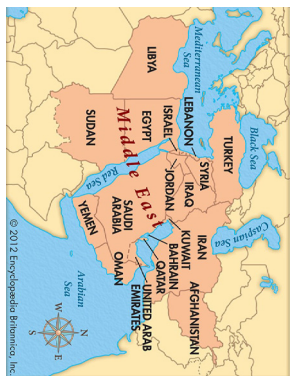 Mediterranean
Sea
Black Sea
Caspian Sea
LIBYA
LEBANON
ISRAEL
TURKEY
SYRIA
EGYPT
JORDAN
IRAQ
IRAN
SUDAN
Middle East
KUWAIT
AFGHANISTAN
Red Sea
SAUDI
ARABIA
BAHRAIN
QATAR
YEMEN
OMAN
UNITED ARAB
EMIRATES
Arabian
Sea
N
W
E
S
© 2012 Encyclopædia Britannica, Inc.